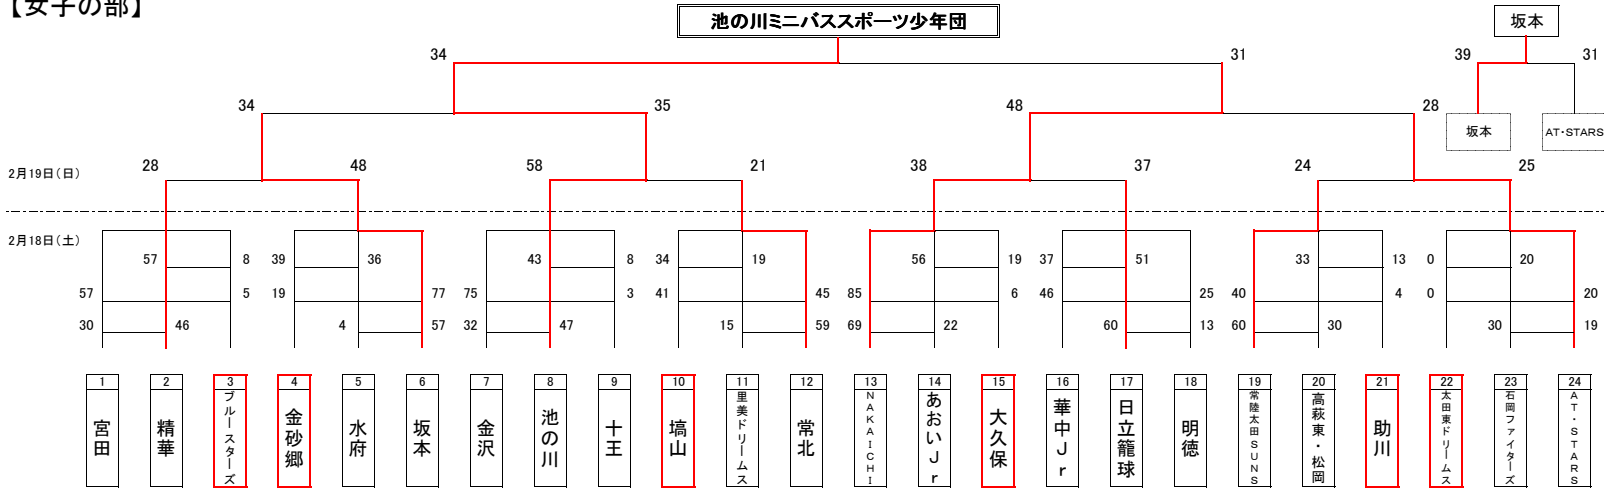 【女子の部】
池の川ミニバススポーツ少年団
坂本
34
31
39
31
34
35
48
28
坂本
AT・STARS
2月19日(日)
28
48
58
21
38
37
24
25
2月18日(土)
57
8
39
36
43
8
34
19
56
19
37
51
33
13
0
20
57
5
19
77
75
3
41
45
85
6
46
25
40
4
0
20
30
46
4
57
32
47
15
59
69
22
60
13
60
30
30
19
1
2
3
4
5
6
7
8
9
10
11
12
13
14
15
16
17
18
19
20
21
22
23
24
宮田
精華
ブルースターズ
金砂郷
水府
坂本
金沢
池の川
十王
塙山
里美ドリームス
常北
NAKAICHI
あおいJr
大久保
華中Jr
日立籠球
明徳
常陸太田SUNS
高萩東・松岡
助川
太田東ドリームス
石岡ファイターズ
AT・STARS